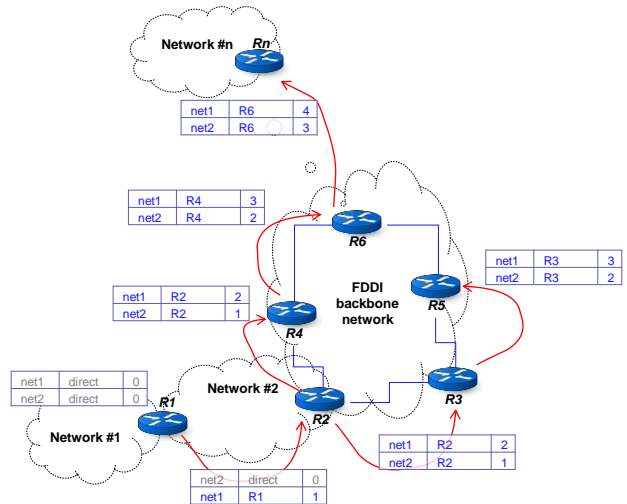 Network #n
Rn
net1 R6 4
net2 R6 3
net1 R4 3
net2 R4 2
R6
net1 R3 3
net2 R3 2
FDDI
backbone
network
R5
net1 R2 2
net2 R2 1
R4
net1 direct 0
net2 direct 0
Network #2
R1
R2
R3
Network #1
net1 R2 2
net2 R2 1
net2 direct 0
net1 R1 1